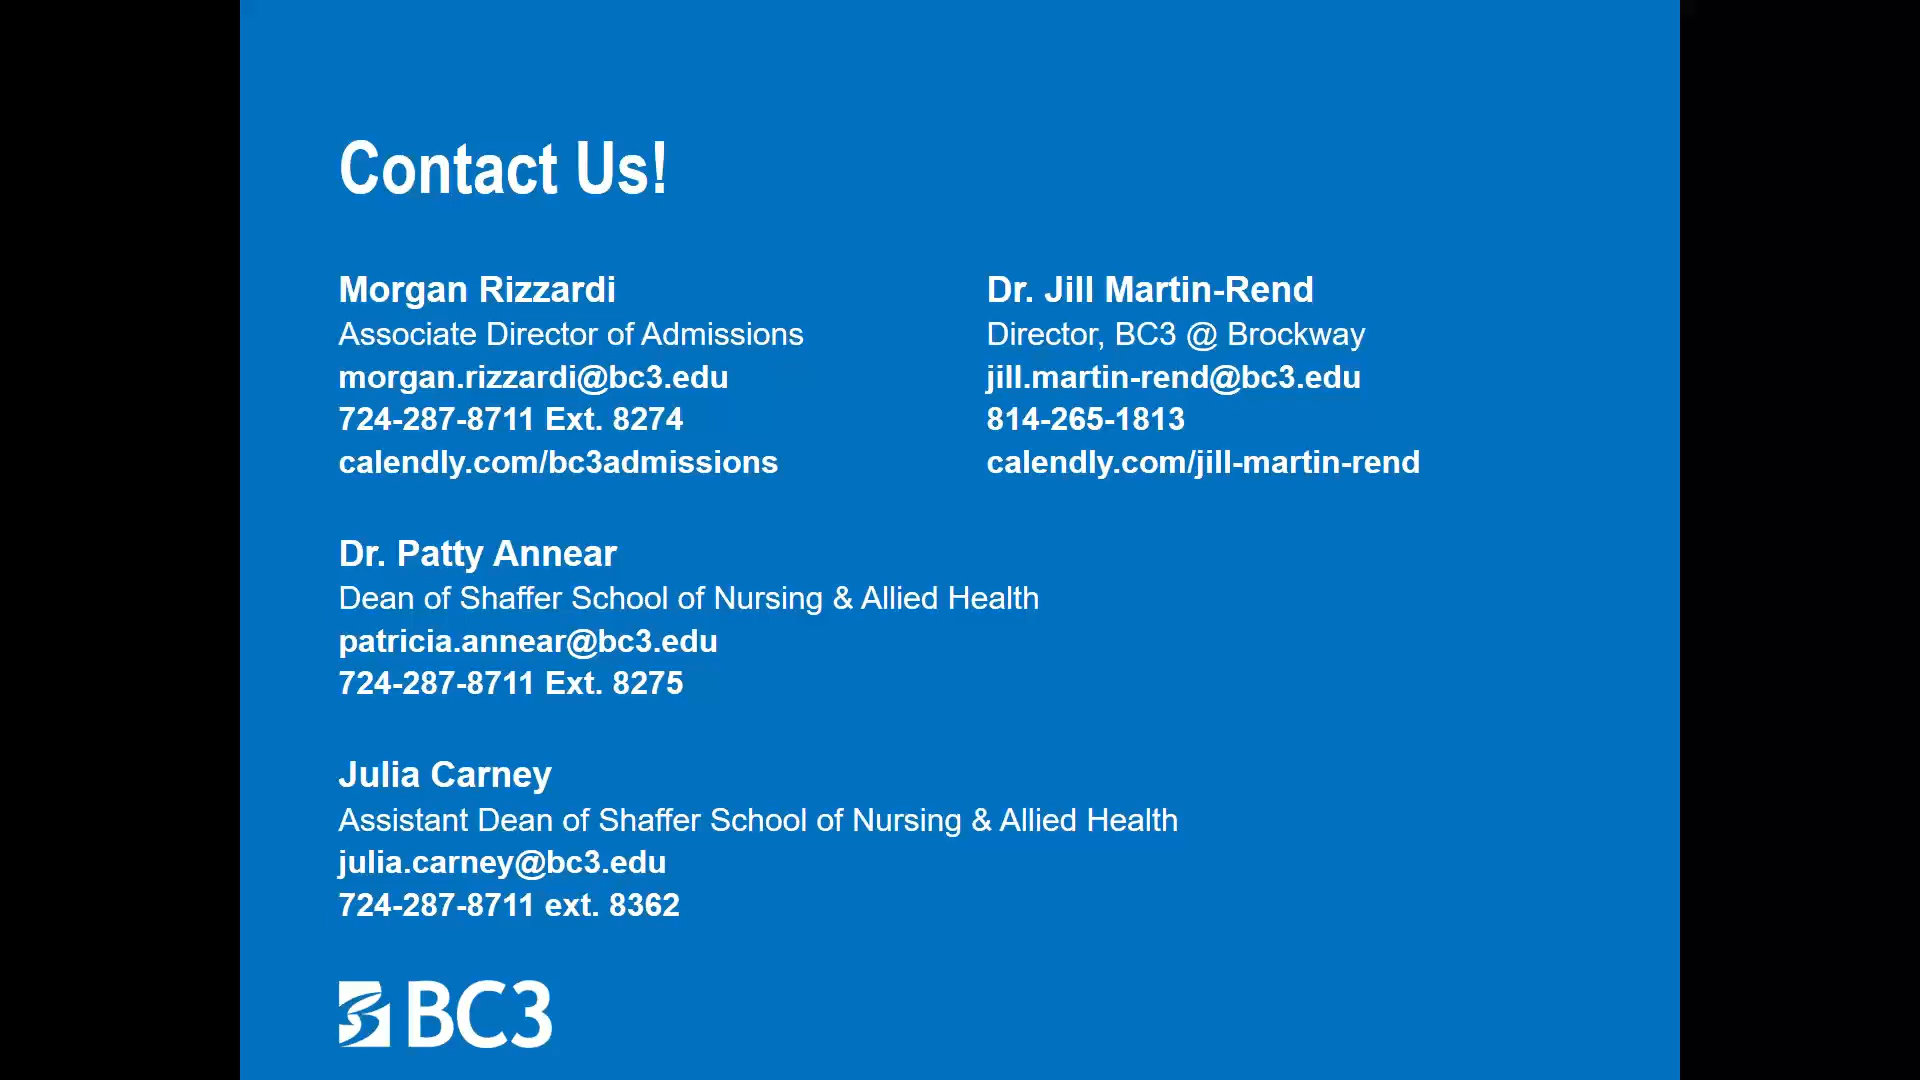 Contact Us!
Morgan Rizzardi
Associate Director of Admissions
morgan.rizzardi@bc3.edu
724-287-8711 Ext. 8274
calendly.com/bc3admissions
Dr. Jill Martin-Rend
Director, BC3 @ Brockway
jill.martin-rend@bc3.edu
814-265-1813
calendly.com/jill-martin-rend
Dr. Patty Annear
Dean of Shaffer School of Nursing & Allied Health
patricia.annear@bc3.edu
724-287-8711 Ext. 8275
Julia Carney
Assistant Dean of Shaffer School of Nursing & Allied Health
julia.carney@bc3.edu
724-287-8711 ext. 8362
BC3